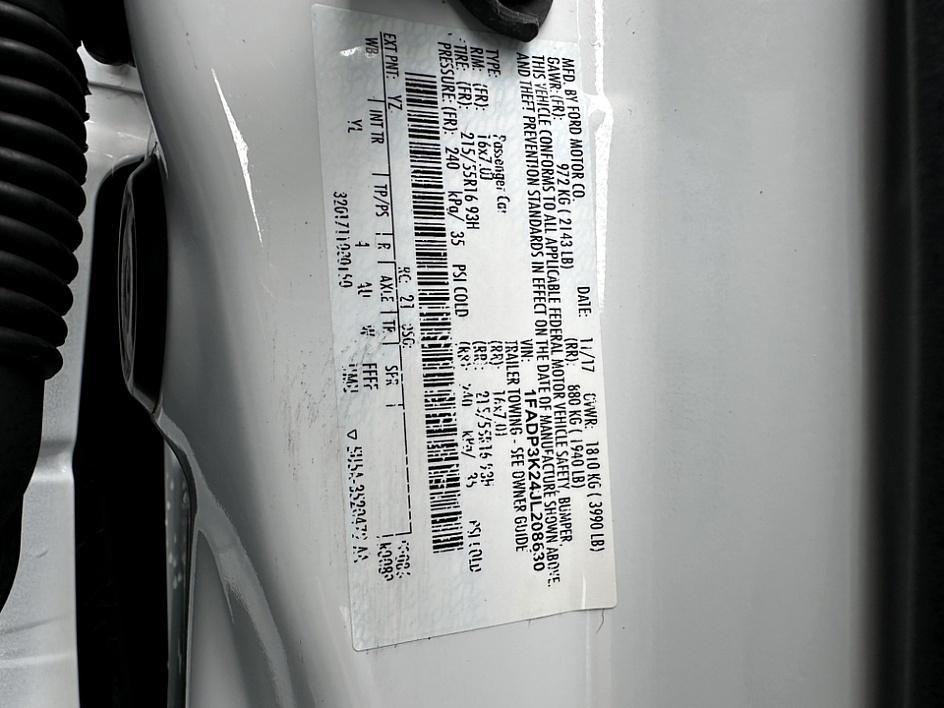 MFD. BY FORD MOTOR CO. DATE: 11/17 GVWR: 1810 KG ( 3990 LB)
GAWR: (FR): 972 KG ( 2143 LB) (RR): 880 KG ( 1940 LB)
THIS VEHICLE CONFORMS TO ALL APPLICABLE FEDERAL MOTOR VEHICLE SAFETY, BUMPER,
AND THEFT PREVENTION STANDARDS IN EFFECT ON THE DATE OF MANUFACTURE SHOWN ABOVE.
VIN: 1FADP3K24JL208630
TYPE: Passenger Car TRAILER TOWING - SEE OWNER GUIDE
RIM: (FR): 16x7.0J (RR): 16x7.0J
TIRE: (FR): 215/55R16 93H (RR): 215/55R16 93H
PRESSURE: (FR): 240 kPa/ 35 PSI COLD (RR): 240 kPa/ 35 PSI COLD
RC: 21 DSO:
EXT PNT: YZ
WB INT TR TP/PS R AXLE TR SPR
YZ 4